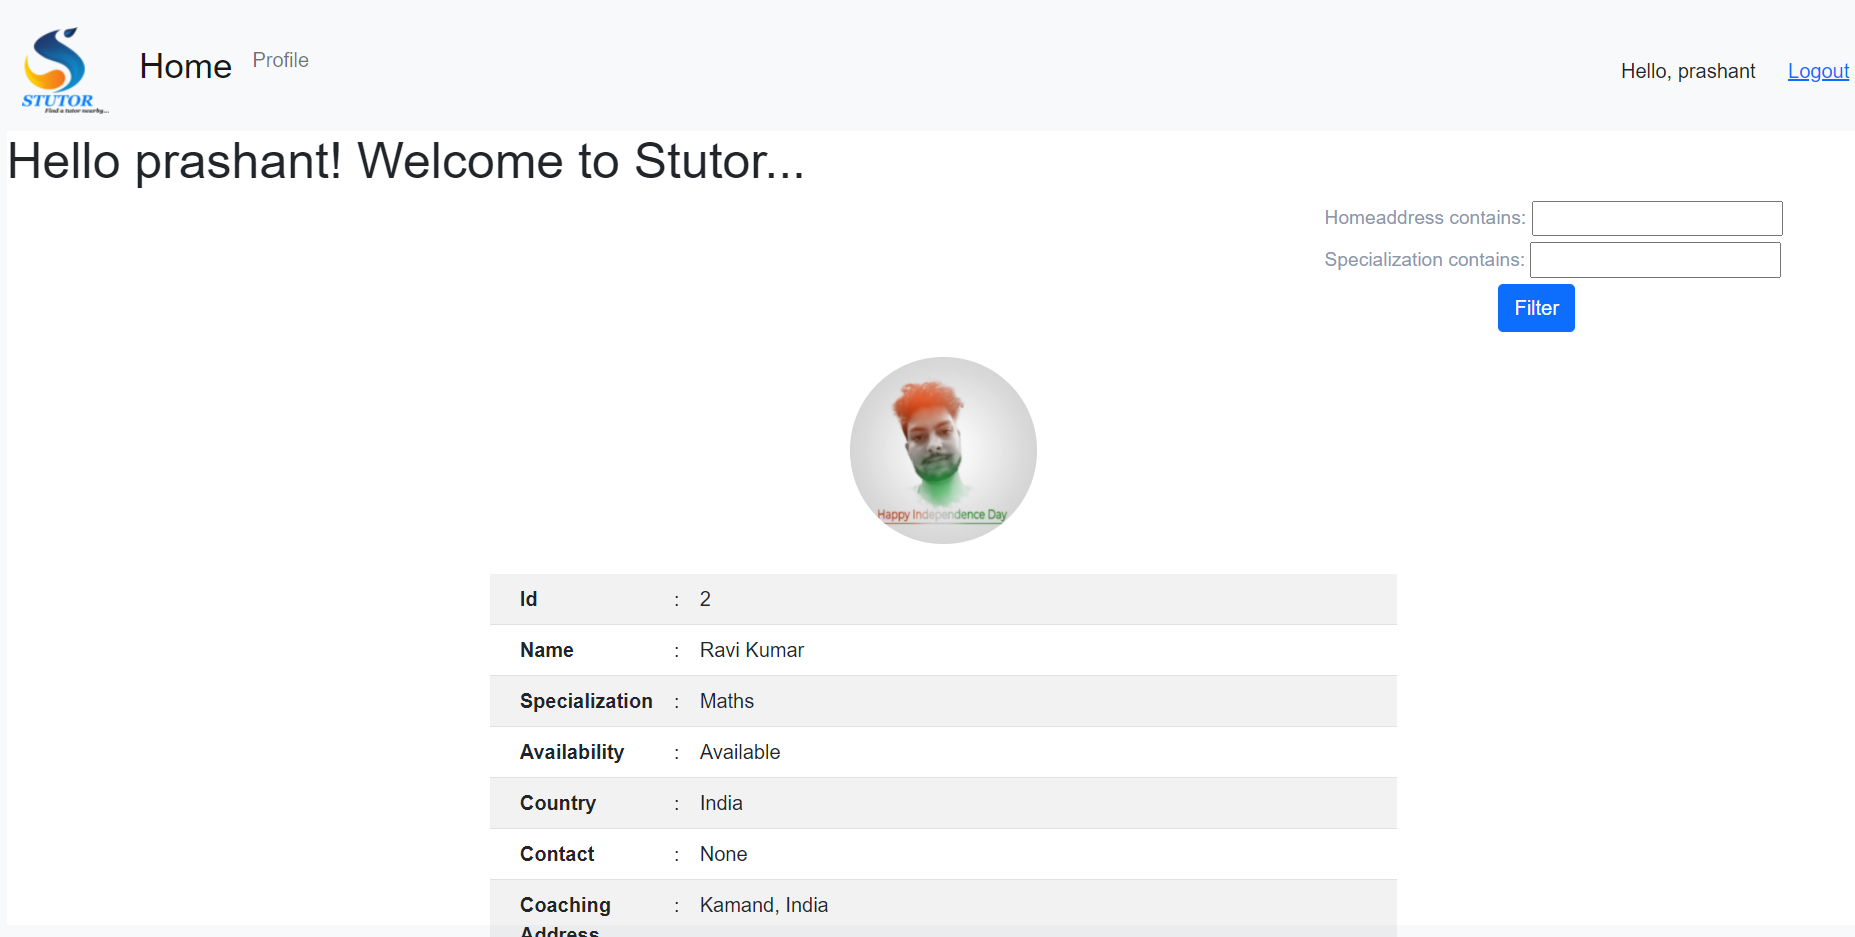 STUTOR
Find a tutor nearby...
Home Profile
Hello, prashant Logout
Hello prashant! Welcome to Stutor...
Homeaddress contains:
Specialization contains:
Filter
Happy Independence Day
Id : 2
Name : Ravi Kumar
Specialization : Maths
Availability : Available
Country : India
Contact : None
Coaching : Kamand, India
Address